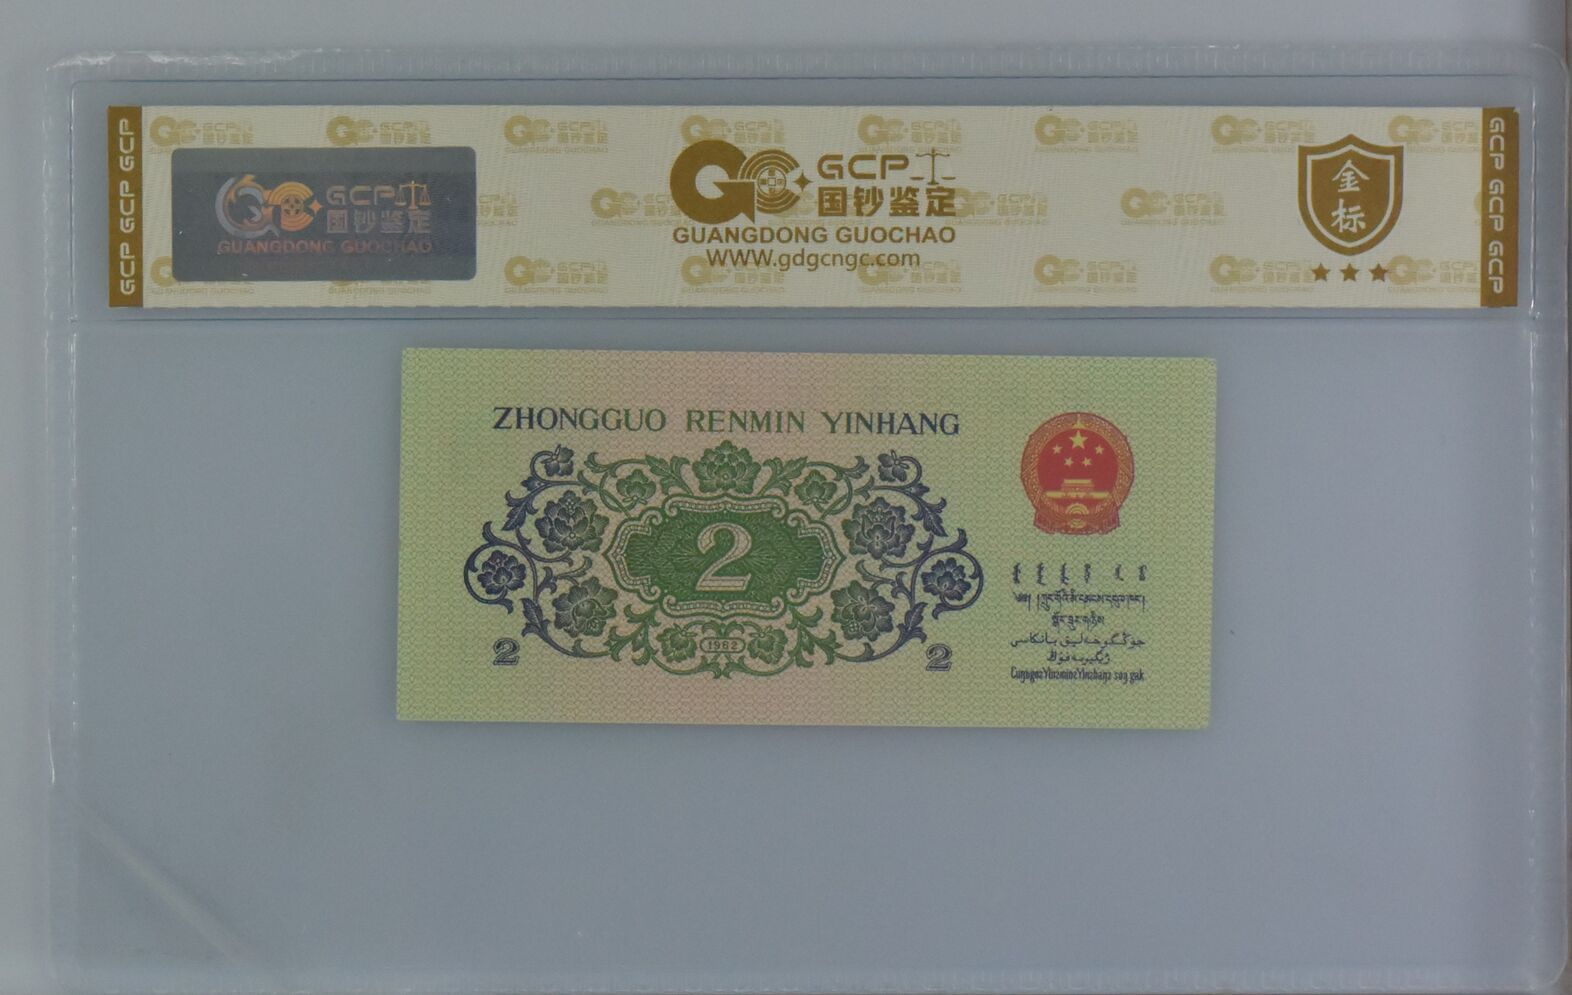 GCP GCP GCP
GCP
国钞鉴定
GUANGDONG GUOCHAO
GCP
国钞鉴定
GUANGDONG GUOCHAO
WWW.gdgcngc.com
金
标
GCP GCP GCP
ZHONGGUO RENMIN YINHANG
2
1962
2
2